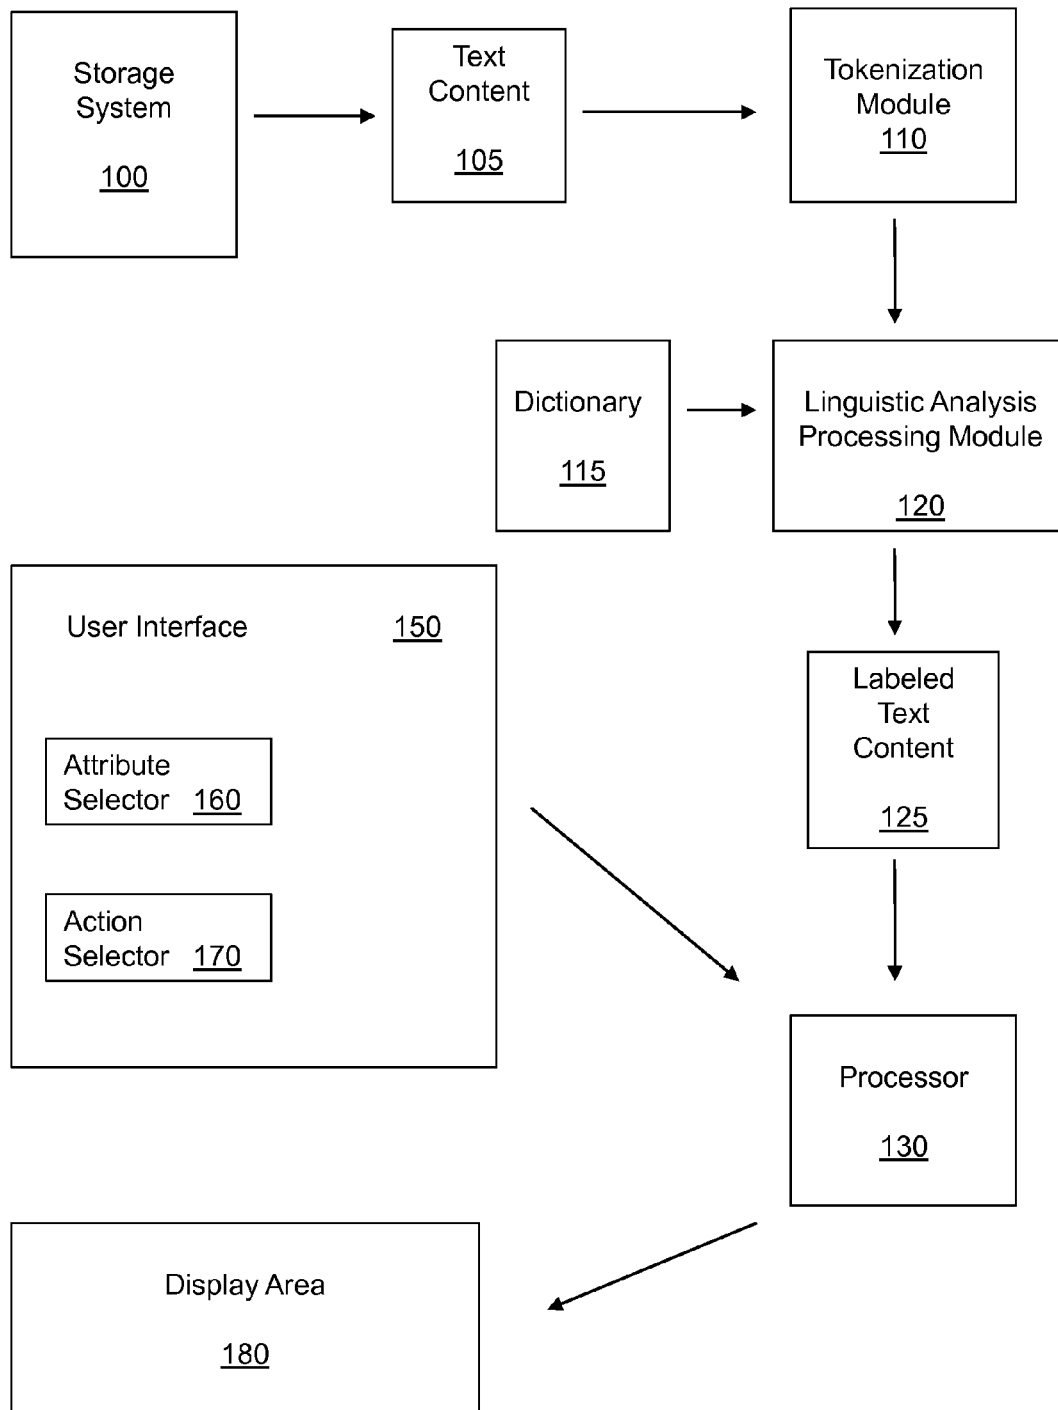 Storage
System
100
Text
Content
105
Tokenization
Module
110
Dictionary
115
Linguistic Analysis
Processing Module
120
User Interface 150
Attribute
Selector 160
Action
Selector 170
Labeled
Text
Content
125
Processor
130
Display Area
180